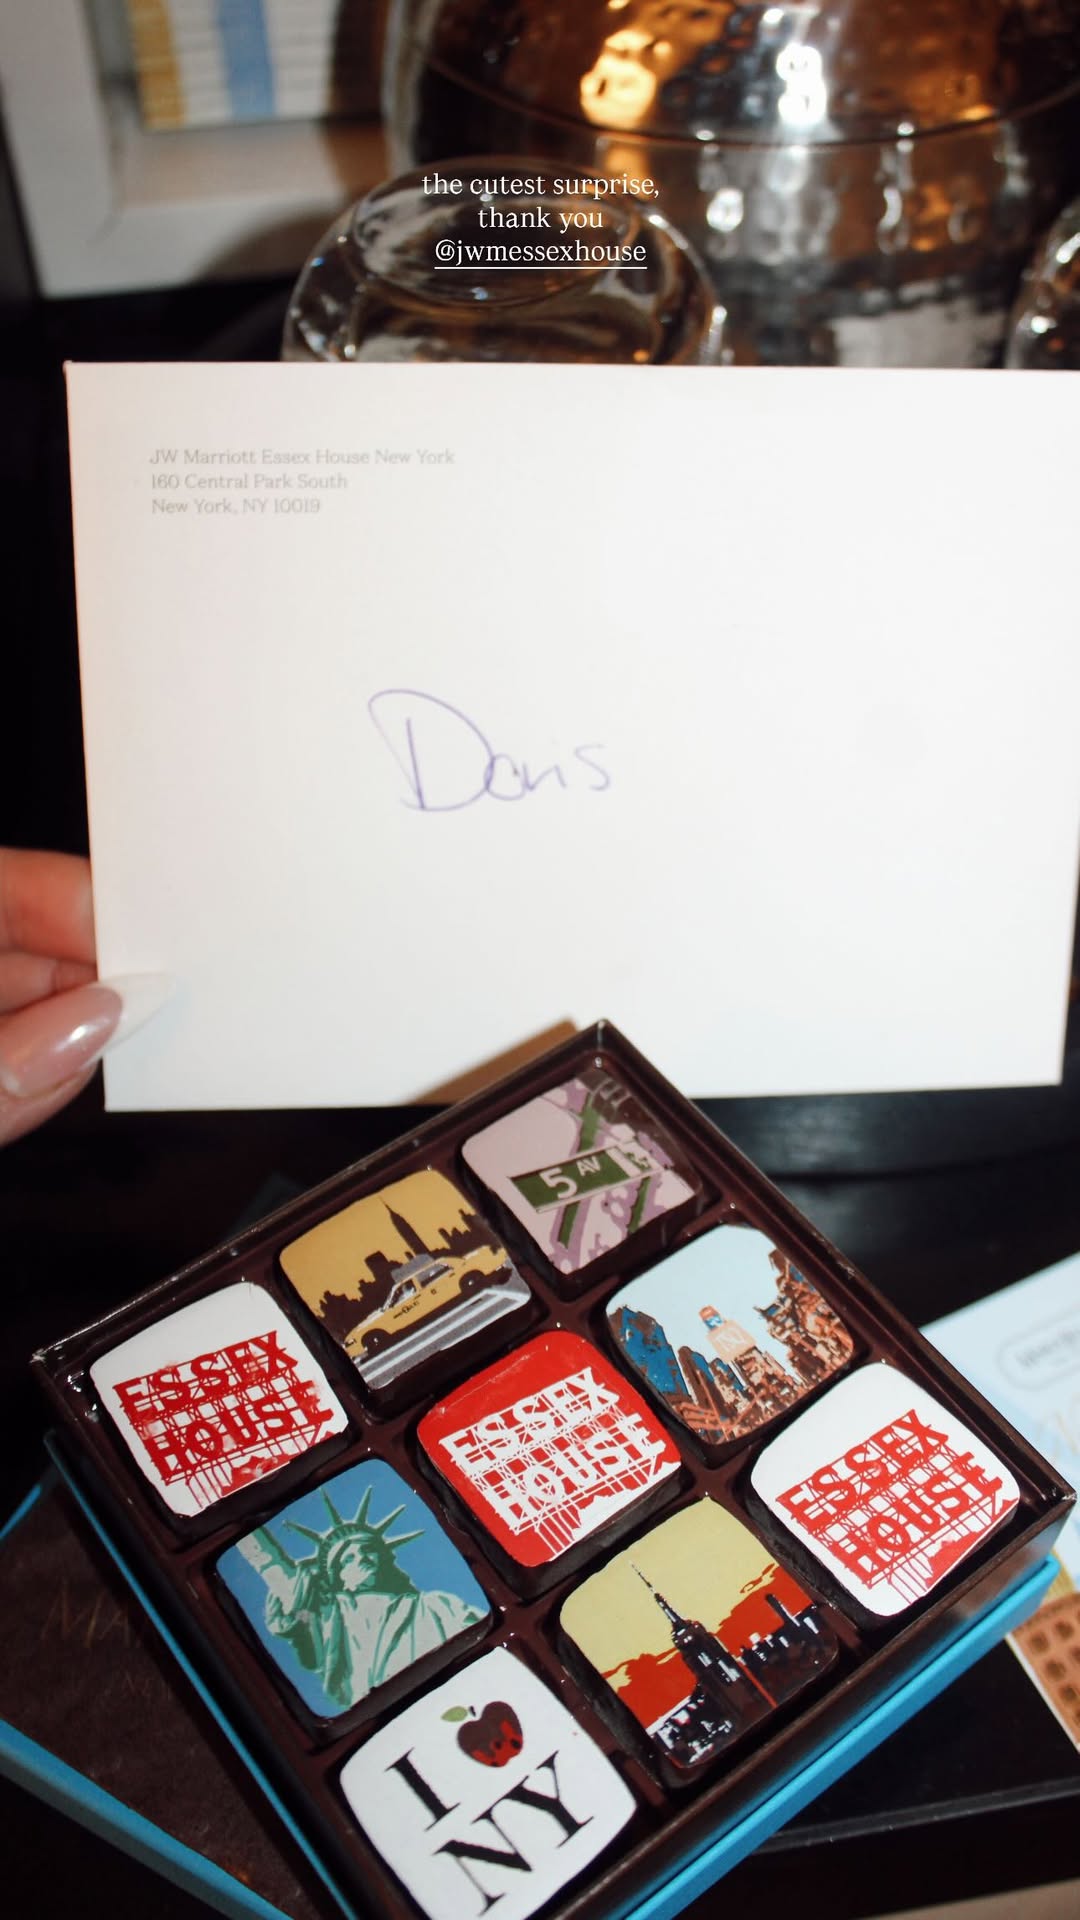 the cutest surprise,
thank you
@jwmessexhouse
JW Marriott Essex House New York
160 Central Park South
New York, NY 10019
Doris
5 AV
ESSEX
HOUSE
ESSEX
HOUSE
ESSEX
HOUSE
I
NY